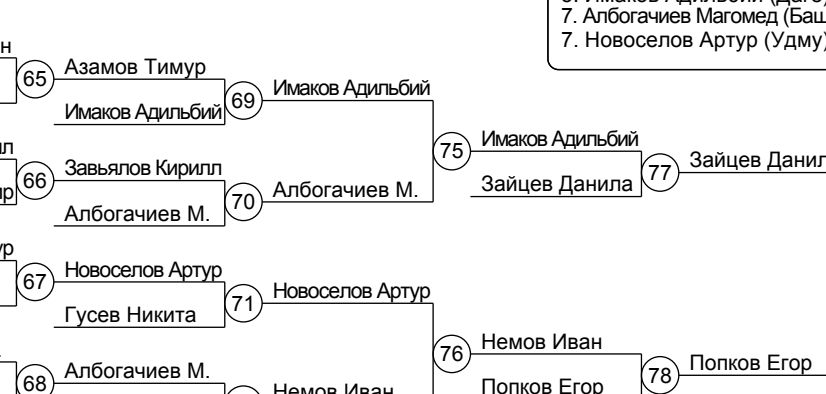 7. Албогачиев Магомед (Баш
7. Новоселов Артур (Удму)
65
Азамов Тимур
Имаков Адильбий
69
Имаков Адильбий
66
Завьялов Кирилл
Албогачиев М.
70
Албогачиев М.
75
Имаков Адильбий
Зайцев Данила
77
Зайцев Данил
67
Новоселов Артур
Гусев Никита
71
Новоселов Артур
68
Албогачиев М.
Немов Иван
76
Немов Иван
Попков Егор
78
Попков Егор